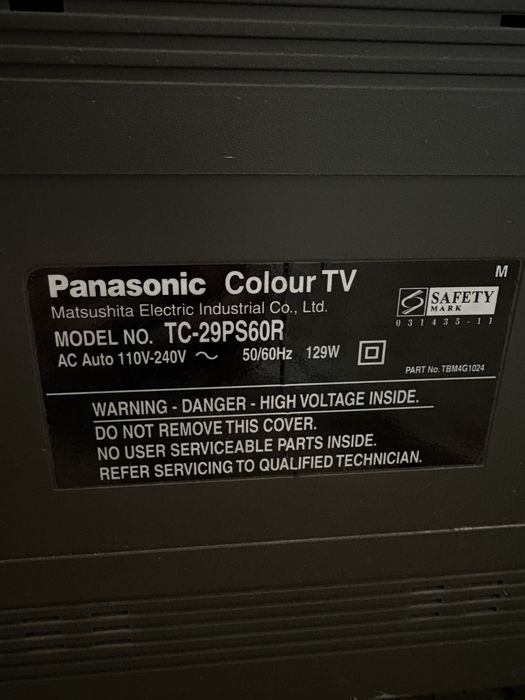 Panasonic Colour TV
M
Matsushita Electric Industrial Co., Ltd.
SAFETY
MARK
031435-11
MODEL NO. TC-29PS60R
AC Auto 110V-240V ～ 50/60Hz 129W
PART No. TBM4G1024
WARNING - DANGER - HIGH VOLTAGE INSIDE.
DO NOT REMOVE THIS COVER.
NO USER SERVICEABLE PARTS INSIDE.
REFER SERVICING TO QUALIFIED TECHNICIAN.